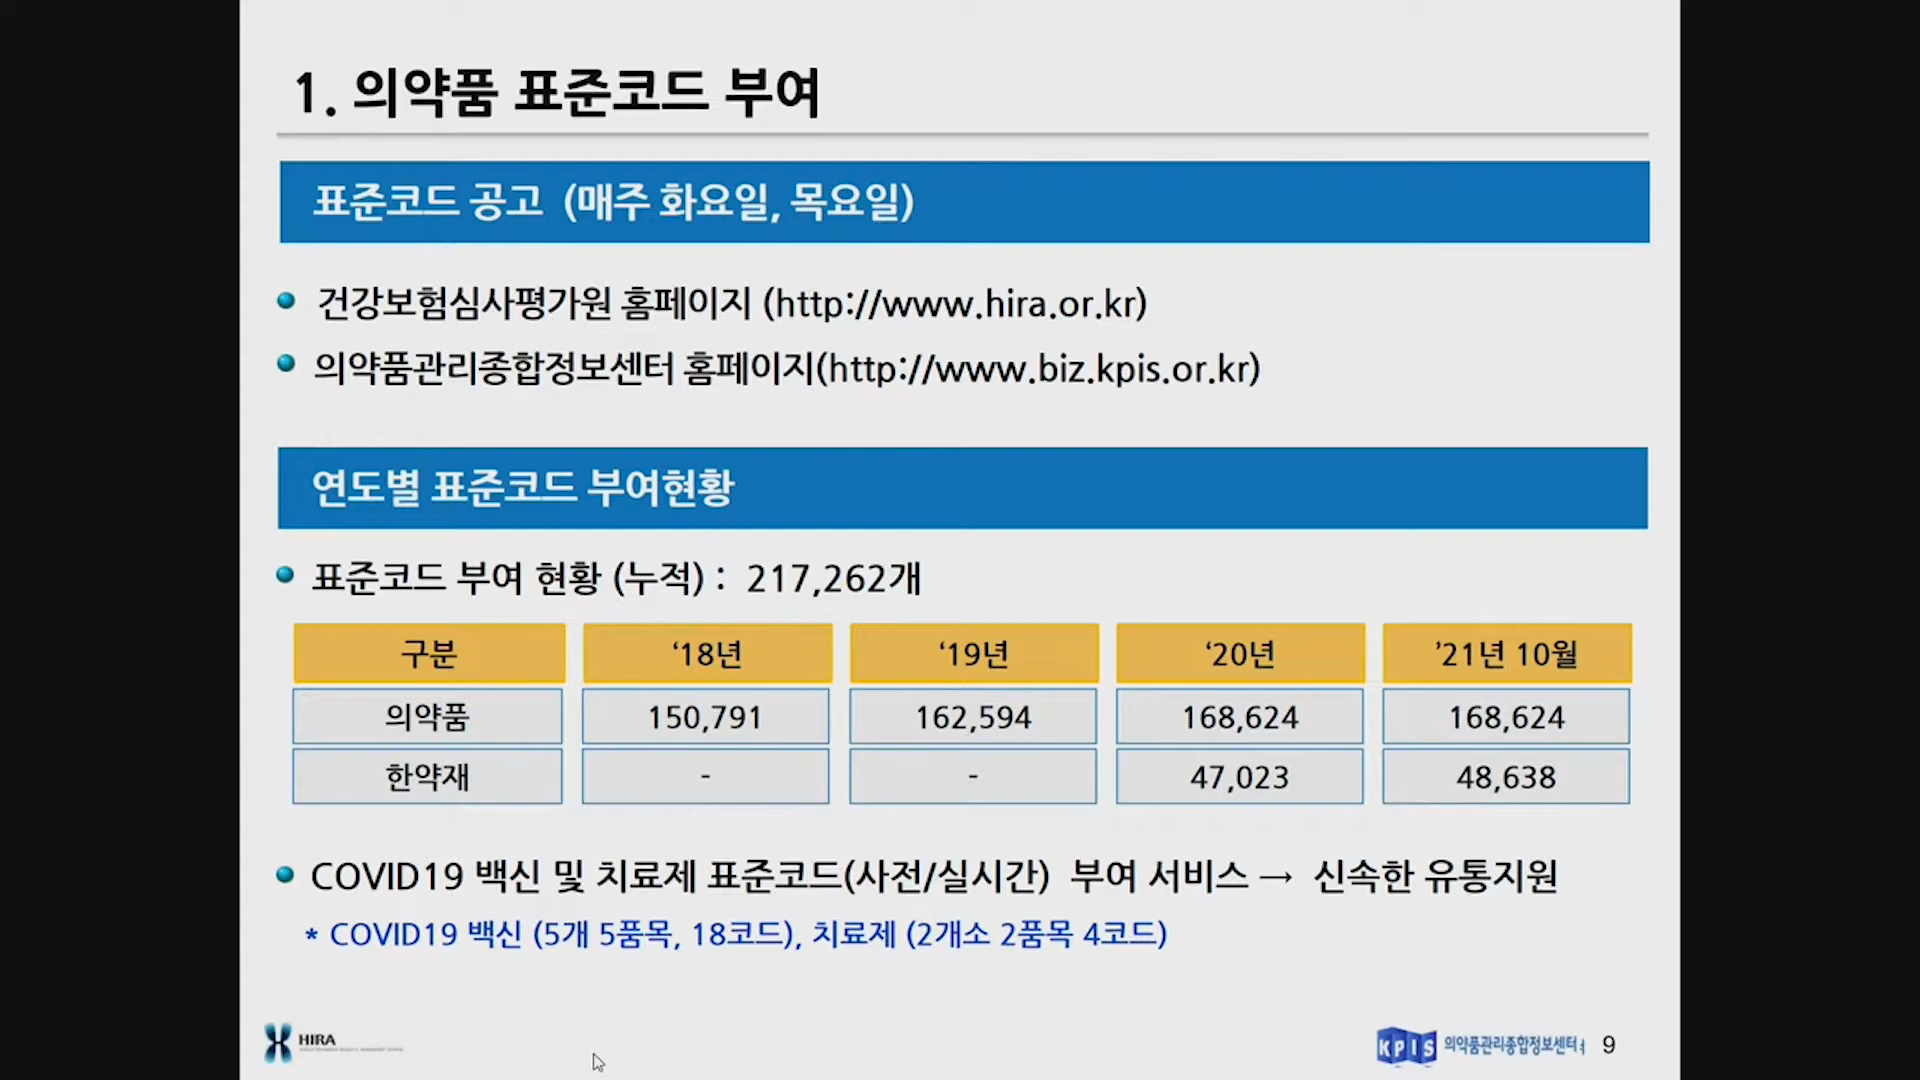 1. 의약품 표준코드 부여
표준코드 공고 (매주 화요일, 목요일)
건강보험심사평가원 홈페이지 (http://www.hira.or.kr)
의약품관리종합정보센터 홈페이지(http://www.biz.kpis.or.kr)
연도별 표준코드 부여현황
표준코드 부여 현황 (누적) : 217,262개
구분 ‘18년 ‘19년 ‘20년 ’21년 10월
의약품 150,791 162,594 168,624 168,624
한약재 - - 47,023 48,638
COVID19 백신 및 치료제 표준코드(사전/실시간) 부여 서비스 → 신속한 유통지원
* COVID19 백신 (5개 5품목, 18코드), 치료제 (2개소 2품목 4코드)
HIRA
KPIS 의약품관리종합정보센터 9